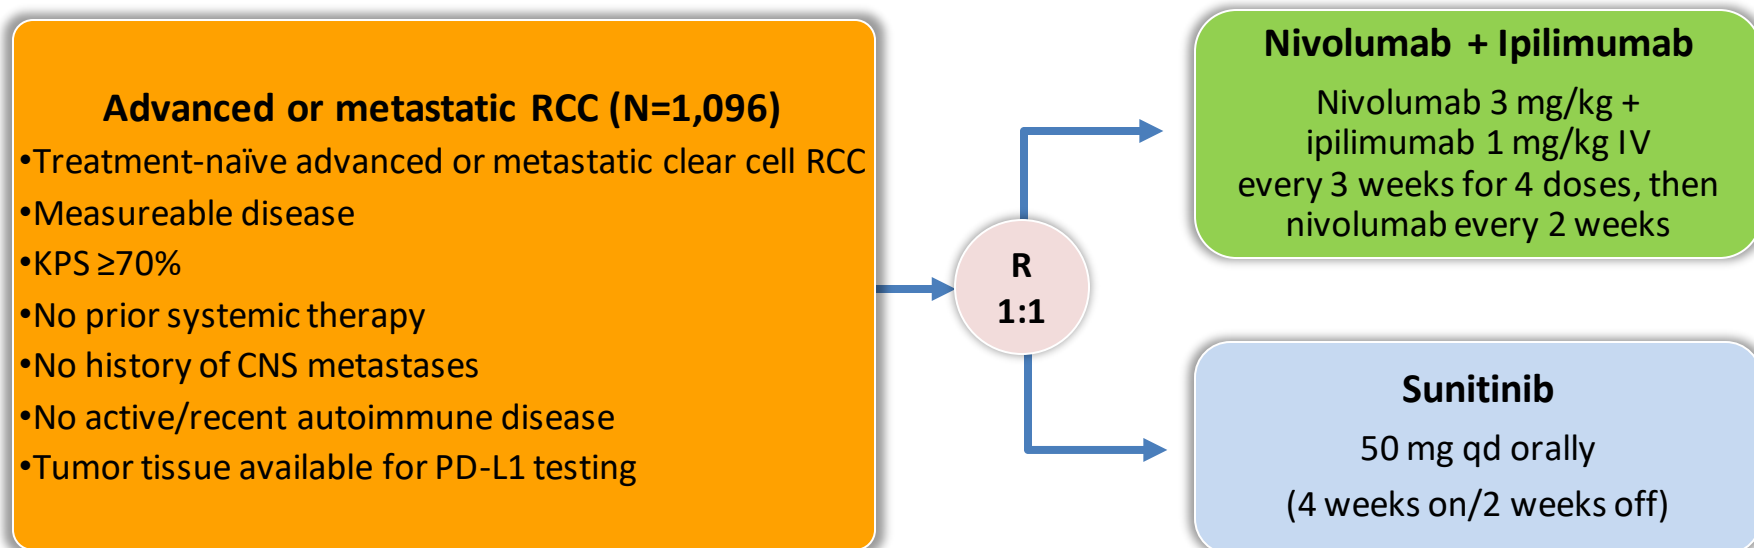 Advanced or metastatic RCC (N=1,096)
•Treatment-naïve advanced or metastatic clear cell RCC
•Measureable disease
•KPS ≥70%
•No prior systemic therapy
•No history of CNS metastases
•No active/recent autoimmune disease
•Tumor tissue available for PD-L1 testing
R
1:1
Nivolumab + Ipilimumab
Nivolumab 3 mg/kg +
ipilimumab 1 mg/kg IV
every 3 weeks for 4 doses, then
nivolumab every 2 weeks
Sunitinib
50 mg qd orally
(4 weeks on/2 weeks off)